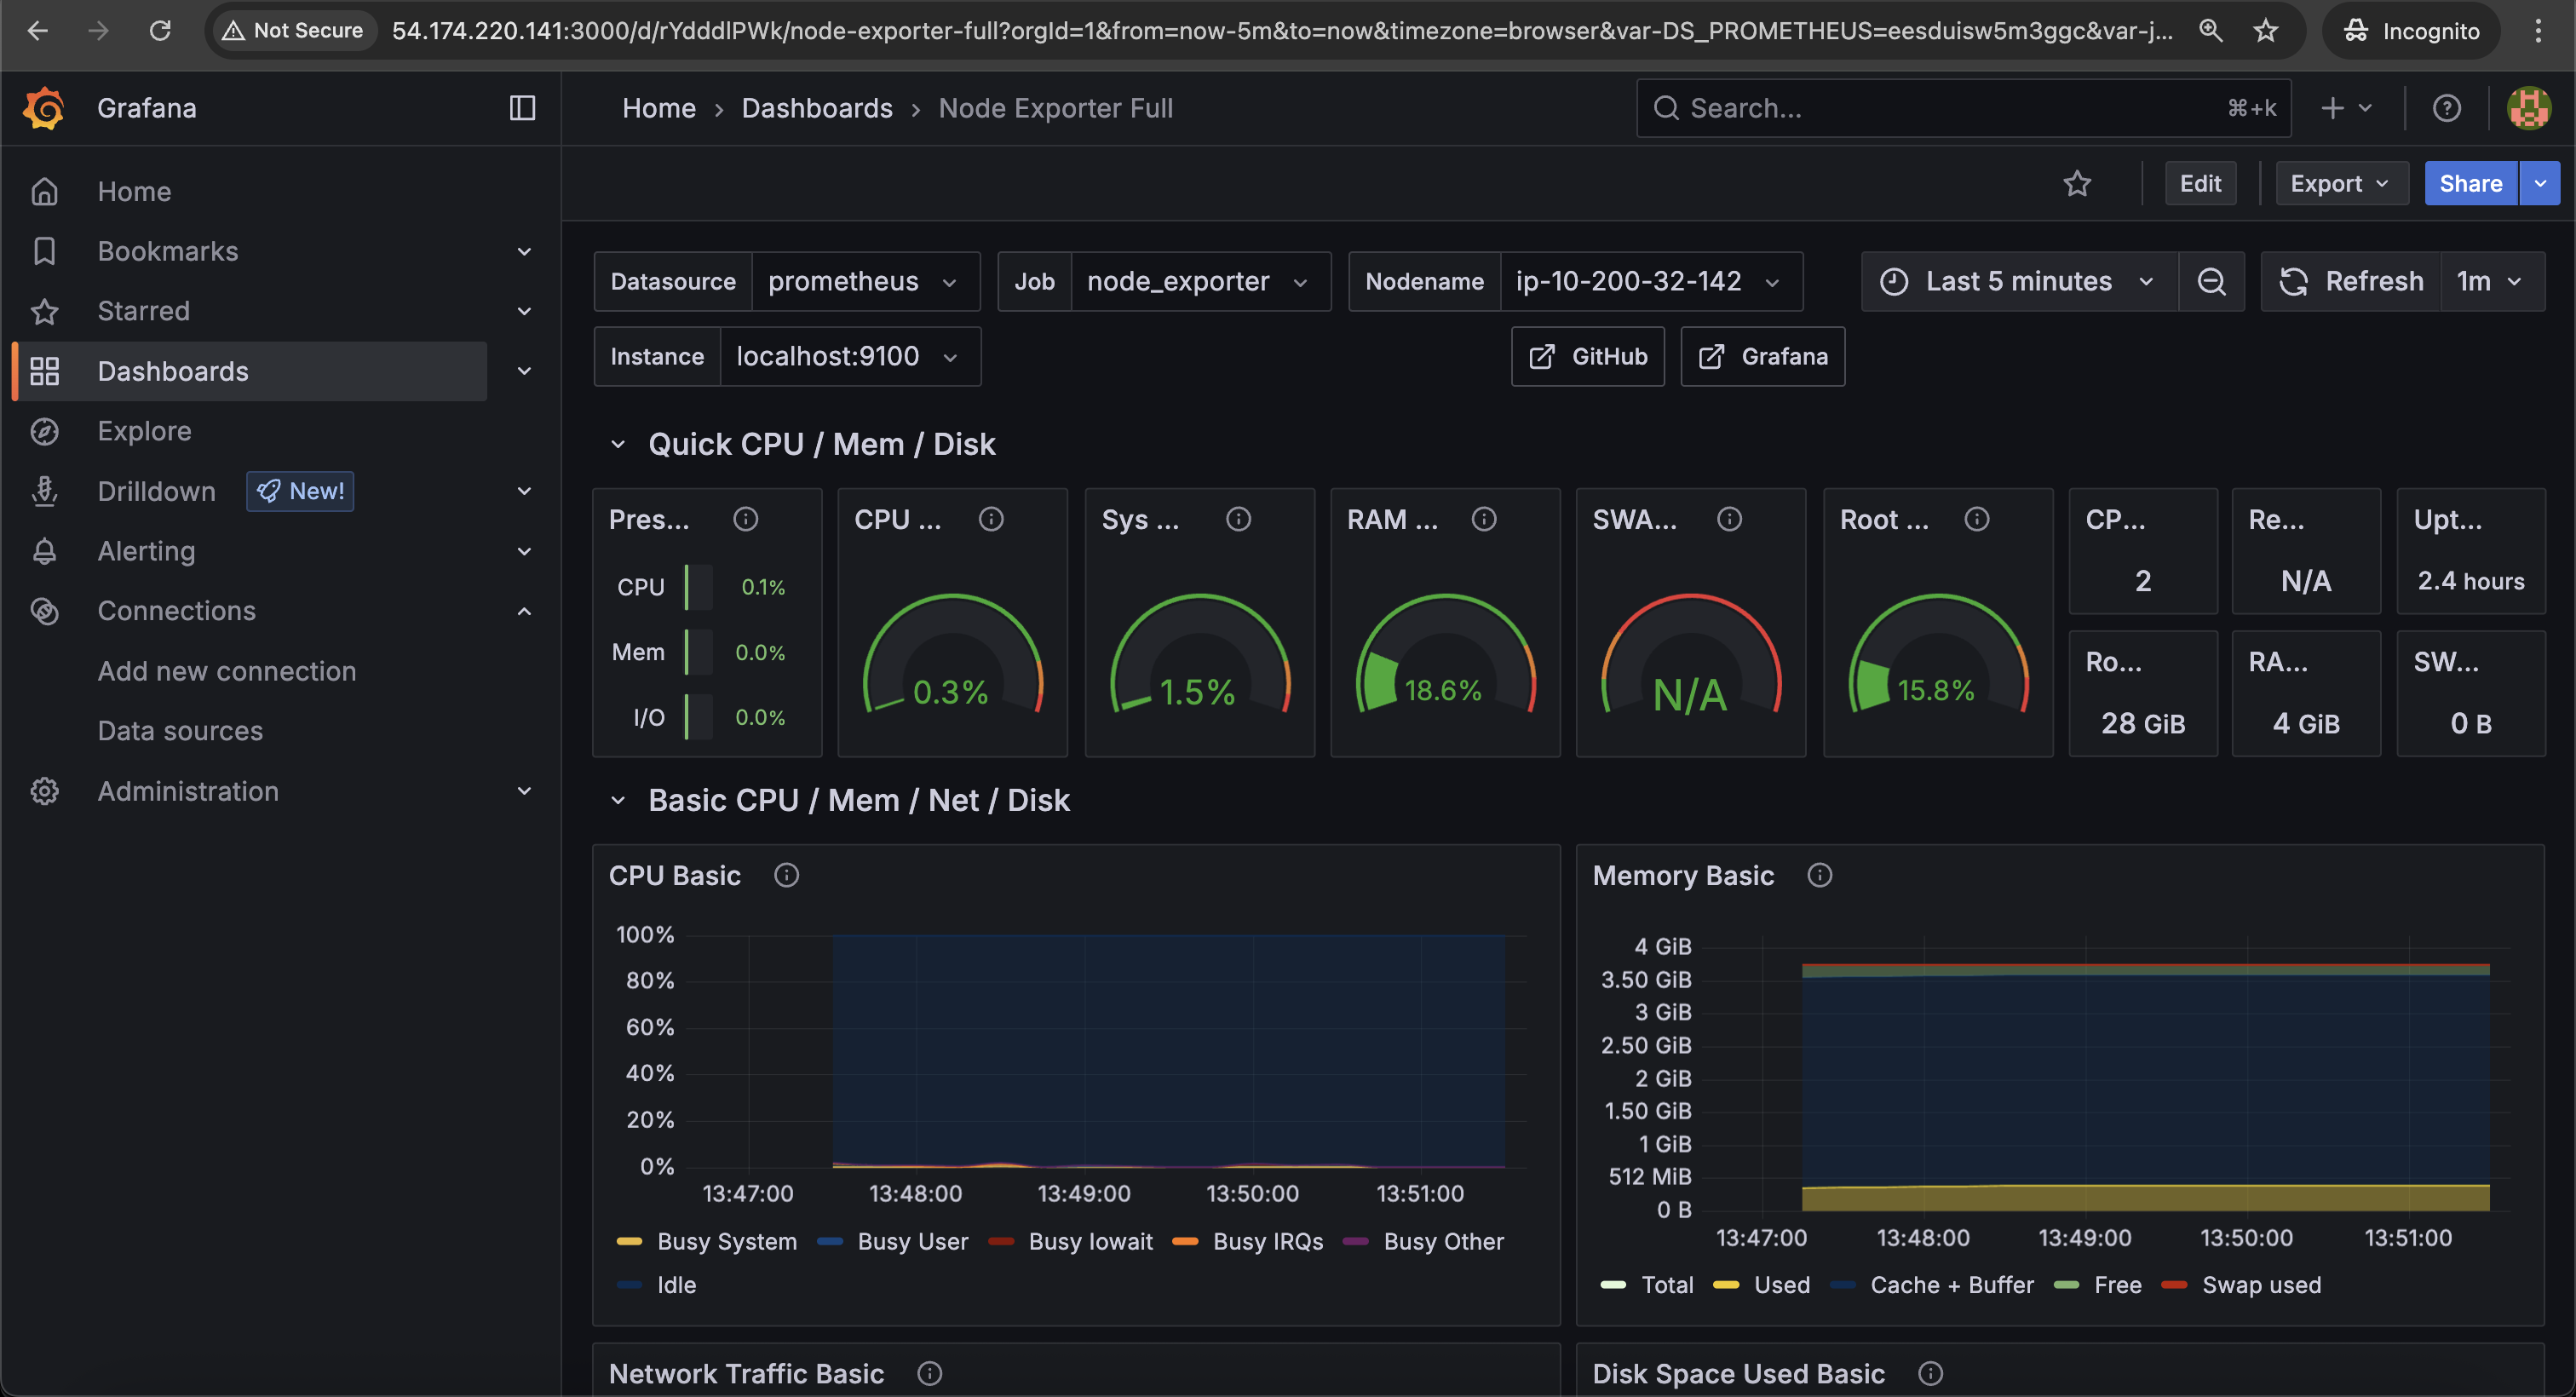 Not Secure 54.174.220.141:3000/d/rYdddlPWk/node-exporter-full?orgId=1&from=now-5m&to=now&timezone=browser&var-DS_PROMETHEUS=eesduisw5m3ggc&var-j... Incognito
Grafana
Home › Dashboards › Node Exporter Full
Search... ⌘+k
Home
Bookmarks
Starred
Dashboards
Explore
Drilldown New!
Alerting
Connections
Add new connection
Data sources
Administration
Edit Export Share
Datasource prometheus Job node_exporter Nodename ip-10-200-32-142 Last 5 minutes Refresh 1m
Instance localhost:9100 GitHub Grafana
Quick CPU / Mem / Disk
Pres...
CPU 0.1%
Mem 0.0%
I/O 0.0%
CPU ...
0.3%
Sys ...
1.5%
RAM ...
18.6%
SWA...
N/A
Root ...
15.8%
CP...
2
Re...
N/A
Upt...
2.4 hours
Ro...
28 GiB
RA...
4 GiB
SW...
0 B
Basic CPU / Mem / Net / Disk
CPU Basic
100%
80%
60%
40%
20%
0%
13:47:00 13:48:00 13:49:00 13:50:00 13:51:00
Busy System Busy User Busy Iowait Busy IRQs Busy Other
Idle
Memory Basic
4 GiB
3.50 GiB
3 GiB
2.50 GiB
2 GiB
1.50 GiB
1 GiB
512 MiB
0 B
13:47:00 13:48:00 13:49:00 13:50:00 13:51:00
Total Used Cache + Buffer Free Swap used
Network Traffic Basic
Disk Space Used Basic